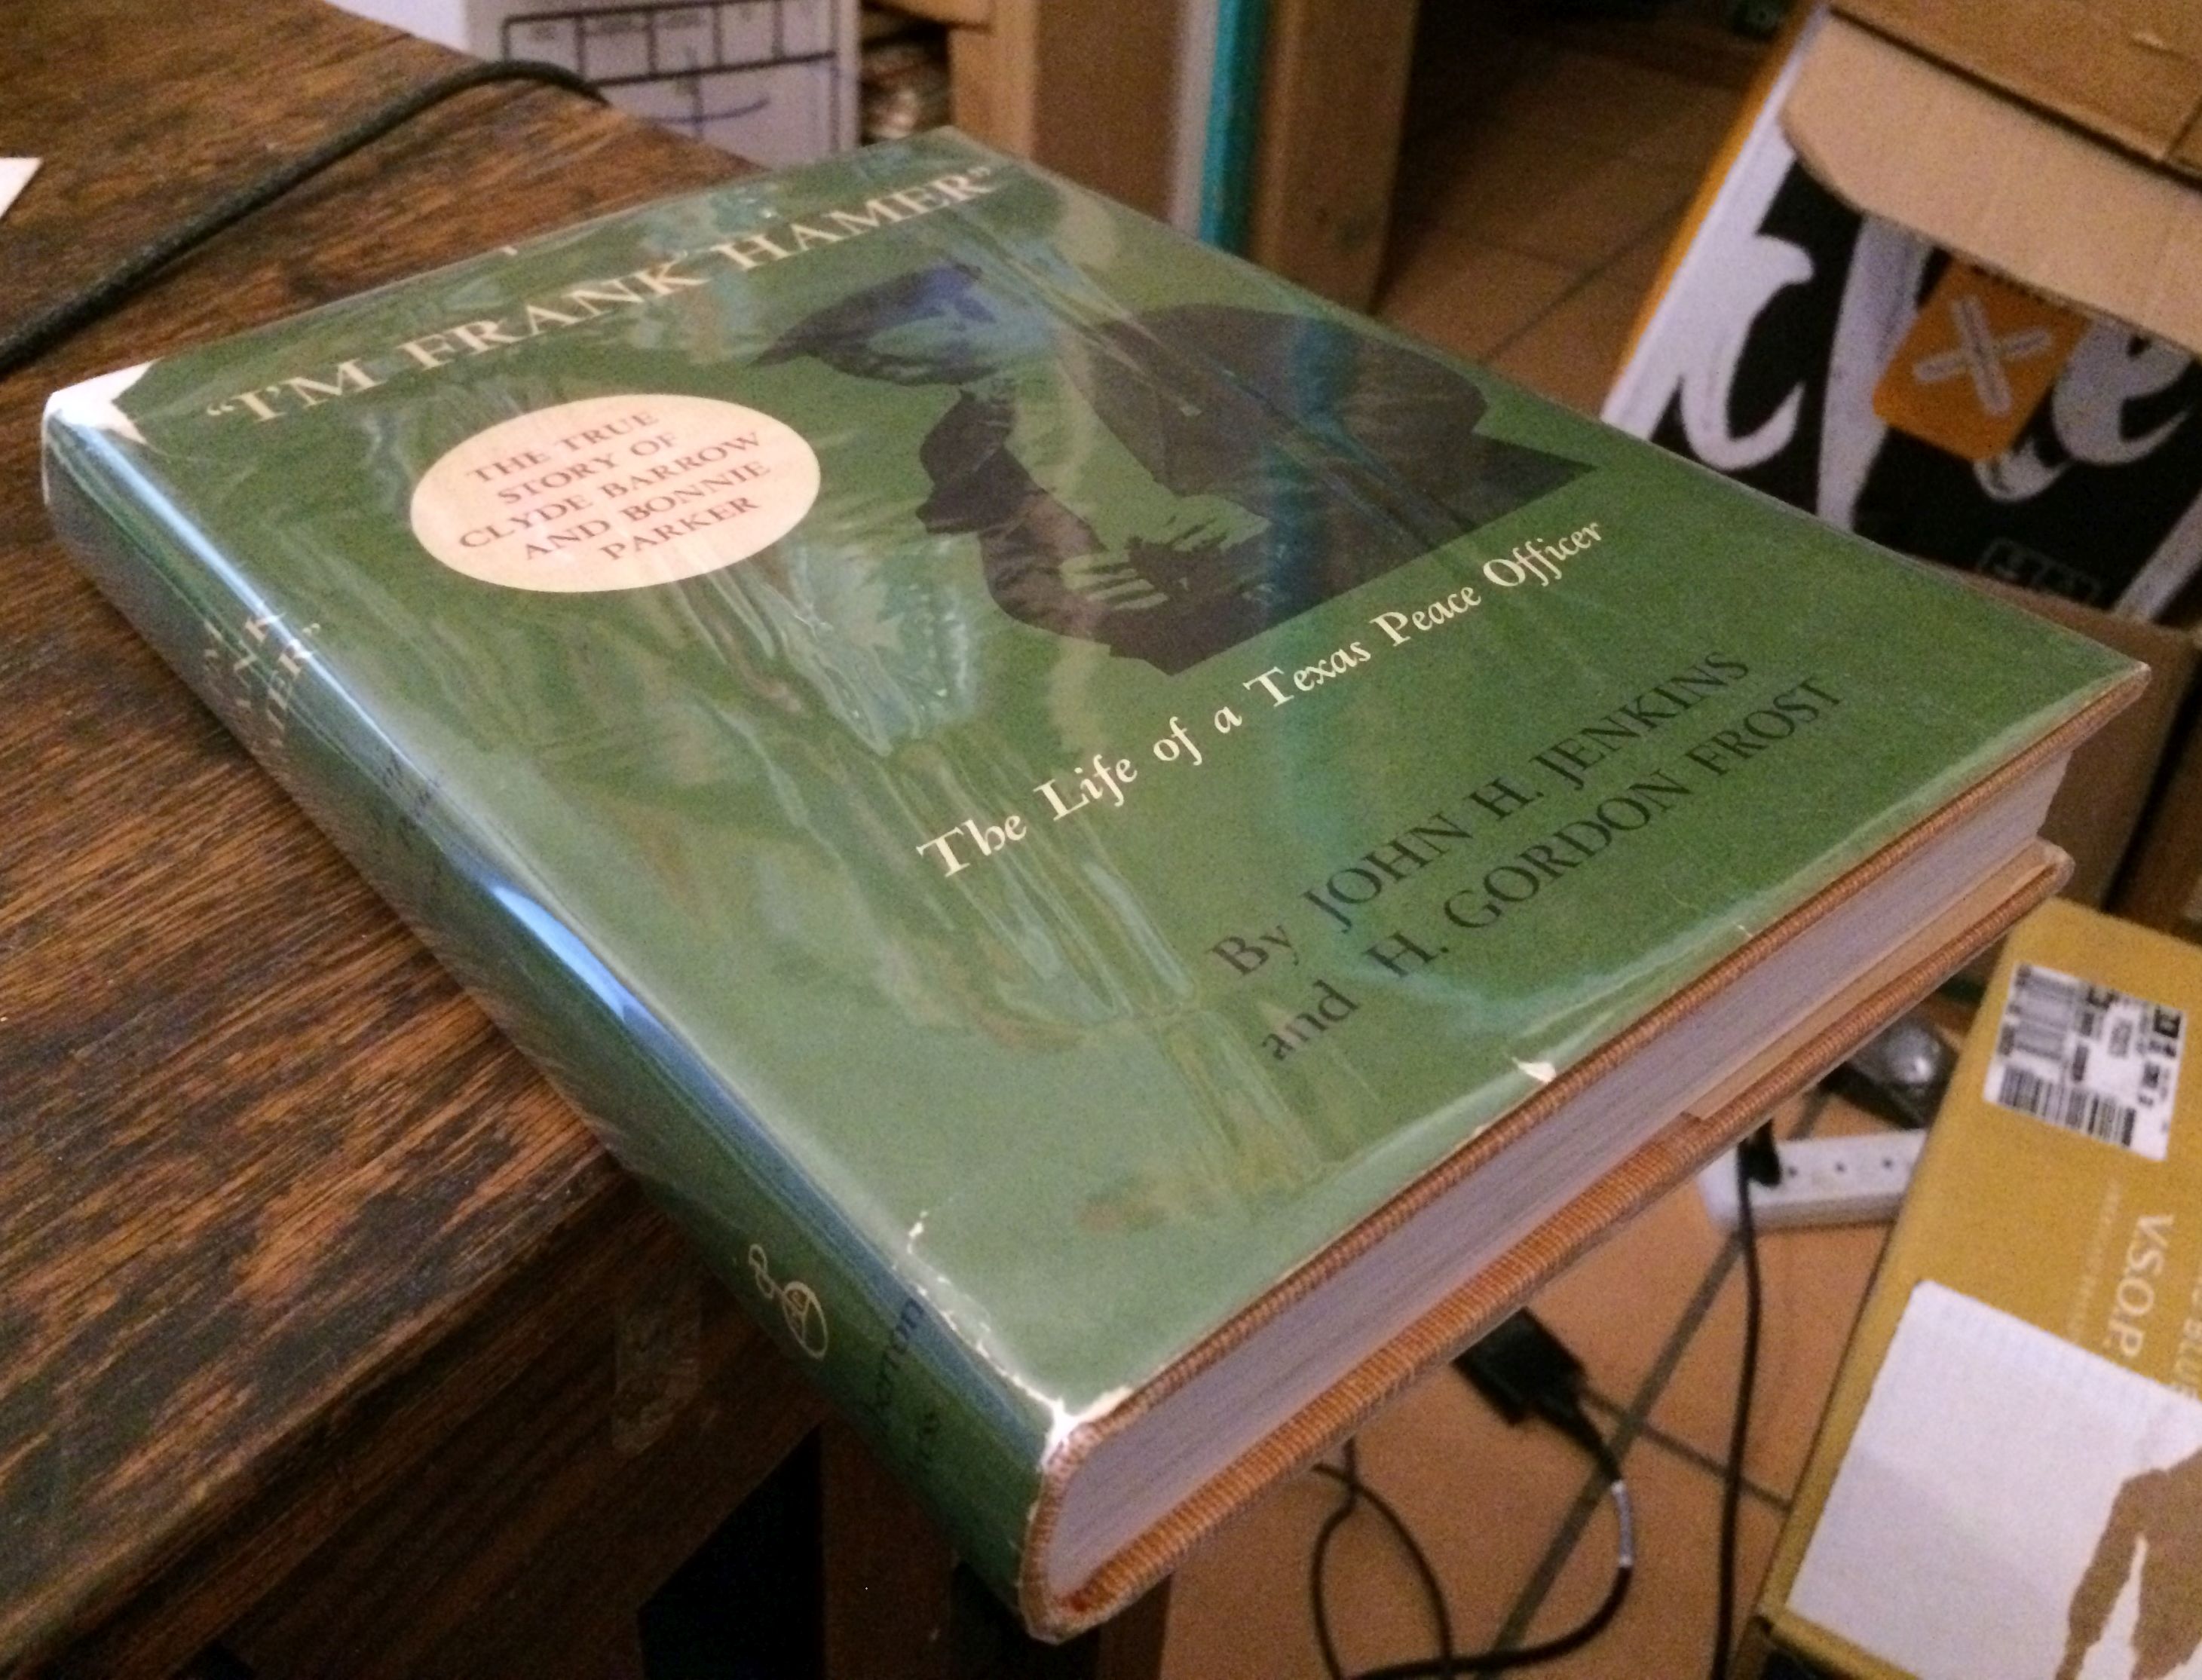 "I'M FRANK HAMER"
THE TRUE
STORY OF
CLYDE BARROW
AND BONNIE
PARKER
The Life of a Texas Peace Officer
By JOHN H. JENKINS
and H. GORDON FROST
V.S.O.P.